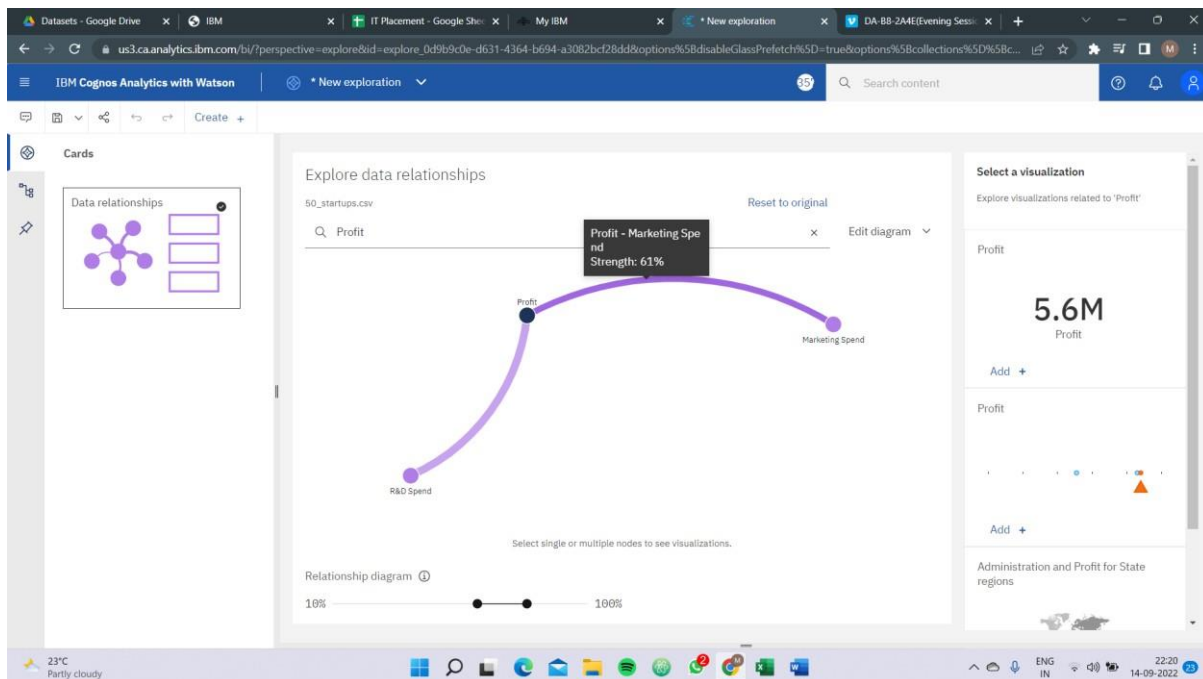 Datasets - Google Drive
IBM
IT Placement - Google She
My IBM
* New exploration
DA-BB-2A4E(Evening Sessi
us3.ca.analytics.ibm.com/bi/?perspective=explore&id=explore_0d9b9c0e-d631-4364-b694-a3082bcf28dd&options%5BdisableGlassPrefetch%5D=true&options%5Bcollections%5D%5Bc...
M
IBM Cognos Analytics with Watson
* New exploration
Search content
Create +
Cards
Data relationships
Explore data relationships
50_startups.csv
Reset to original
Profit
Edit diagram
Profit - Marketing Spe
nd
Strength: 61%
Profit
Marketing Spend
R&D Spend
Select single or multiple nodes to see visualizations.
Relationship diagram
10%
100%
Select a visualization
Explore visualizations related to 'Profit'
Profit
5.6M
Profit
Add +
Profit
Add +
Administration and Profit for State
regions
23°C
Partly cloudy
2
ENG
IN
22:20
14-09-2022
23